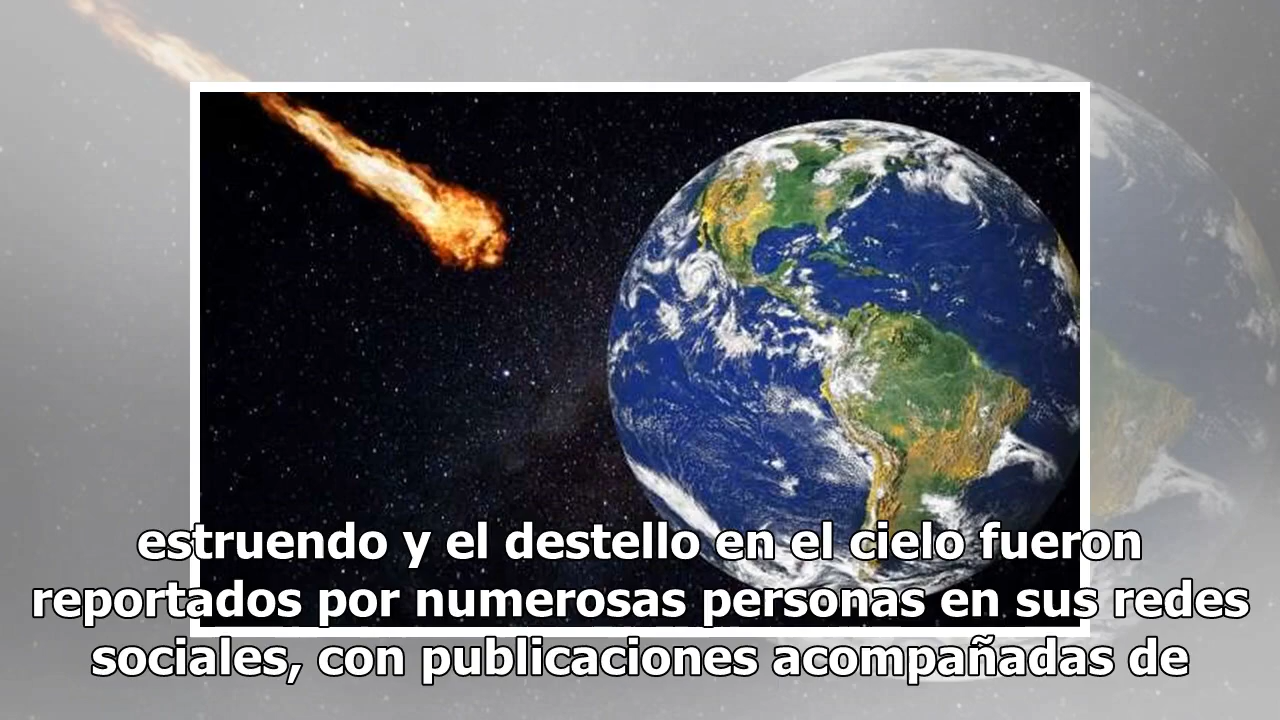 estruendo y el destello en el cielo fueron
reportados por numerosas personas en sus redes
sociales, con publicaciones acompañadas de